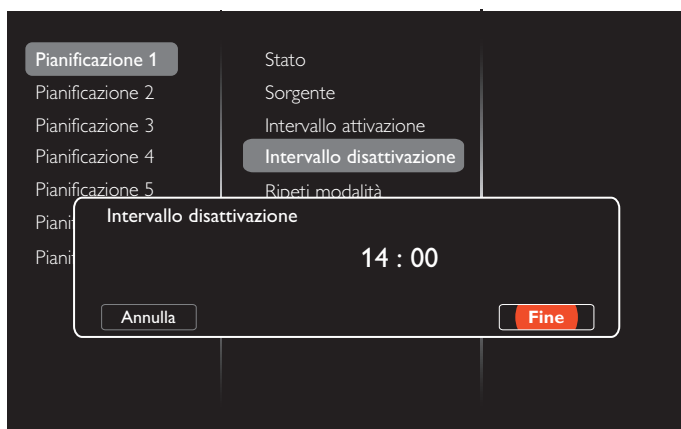 Pianificazione 1
Pianificazione 2
Pianificazione 3
Pianificazione 4
Pianificazione 5
Stato
Sorgente
Intervallo attivazione
Intervallo disattivazione
Ripeti modalità
Intervallo disattivazione
14 : 00
Annulla
Fine